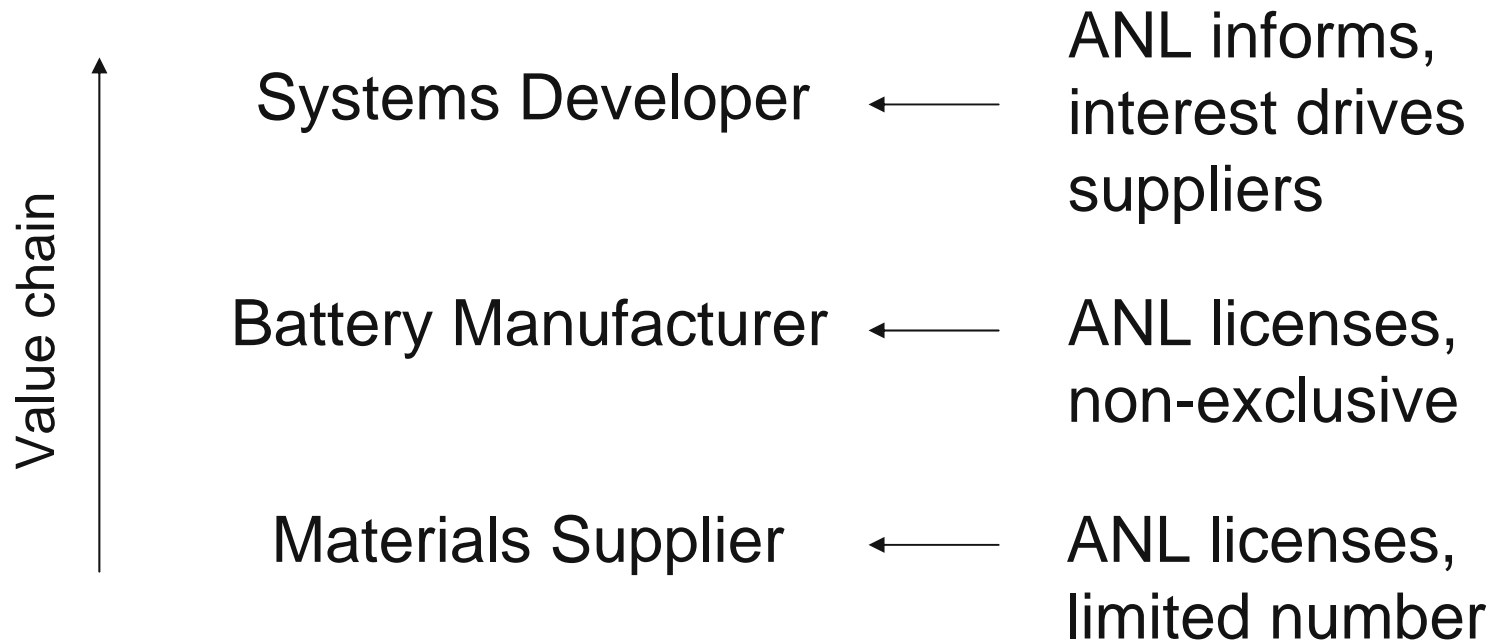 Value chain
Systems Developer
ANL informs,
interest drives
suppliers
Battery Manufacturer
ANL licenses,
non-exclusive
Materials Supplier
ANL licenses,
limited number